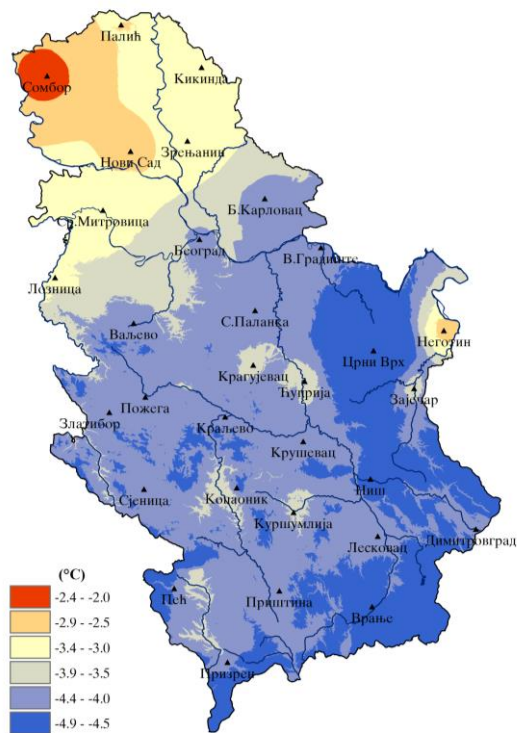 Палић
Кикинда
Сомбор
Зрењанин
Нови Сад
Б.Карловац
Ср.Митровица
Београд
В.Градиште
Лозница
С.Паланка
Ваљево
Неготин
Црни Врх
Крагујевац
Ћуприја
Зајечар
Пожега
Златибор
Краљево
Крушевац
Ниш
Сјеница
Копаоник
Куршумлија
Димитровград
Лесковац
(°C)
-2.4 - -2.0
-2.9 - -2.5
-3.4 - -3.0
-3.9 - -3.5
-4.4 - -4.0
-4.9 - -4.5
Пећ
Приштина
Врање
Призрен